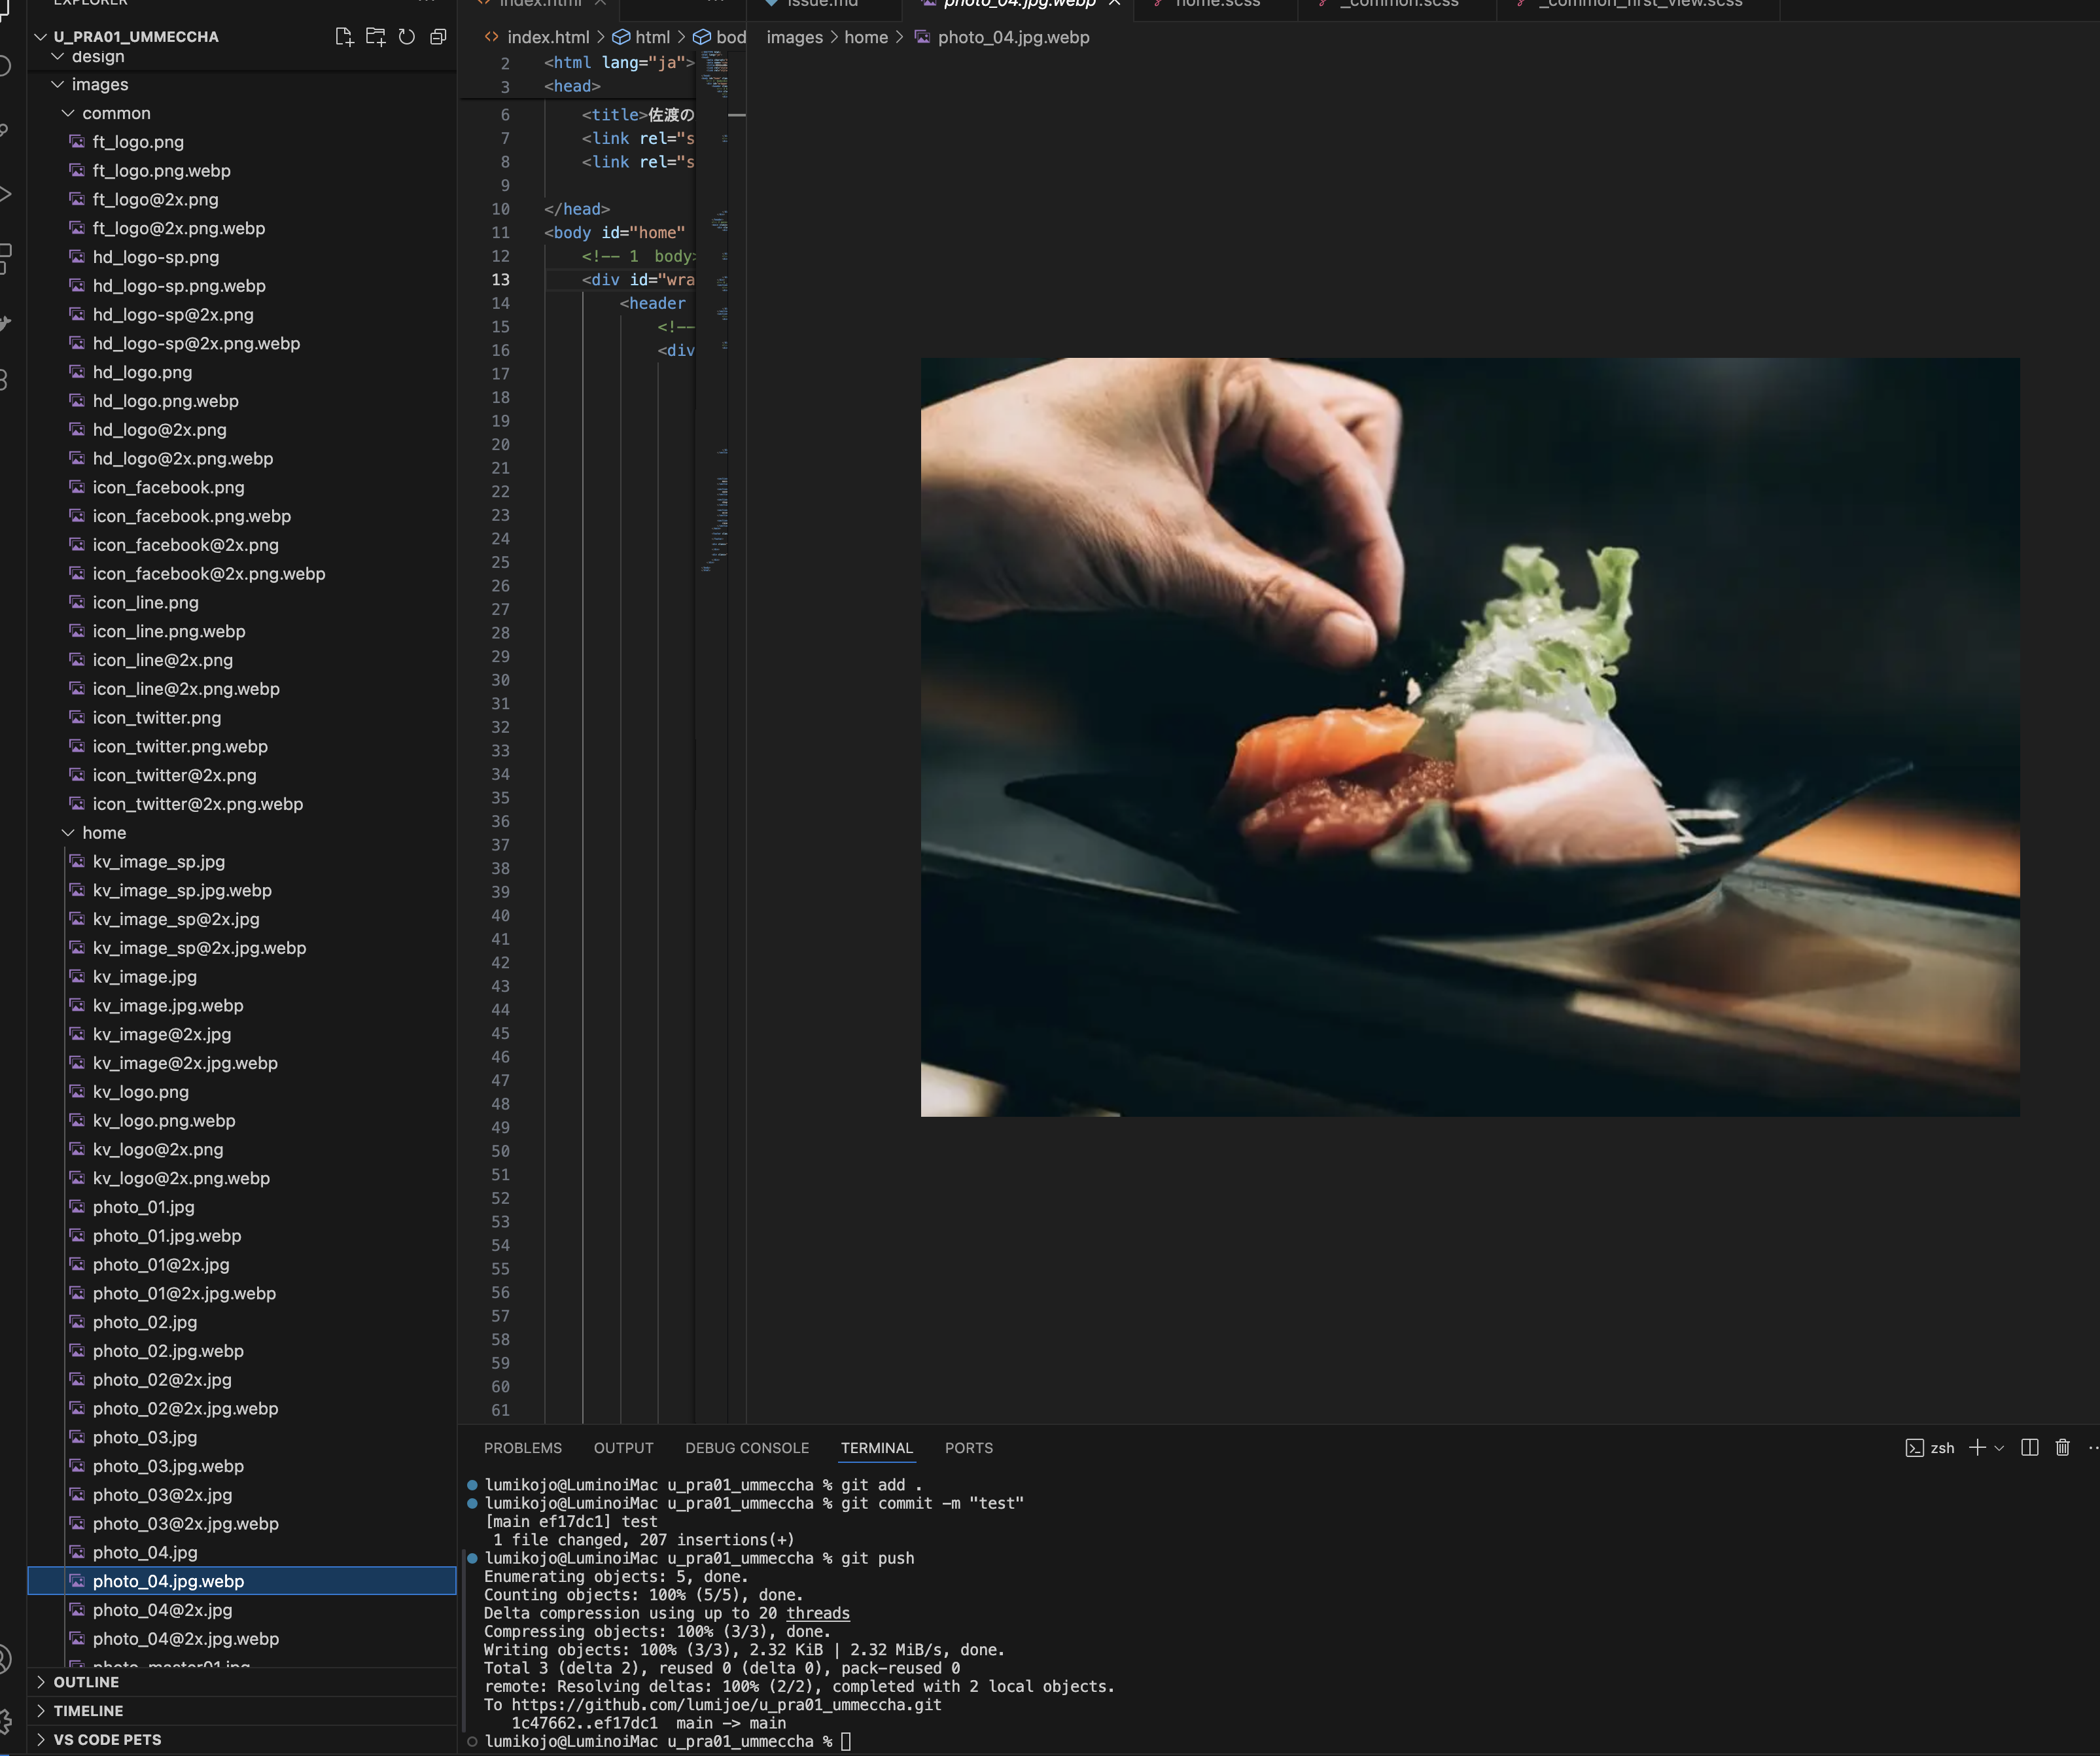 EXPLORER
U_PRA01_UMMECCHA
design
images
common
ft_logo.png
ft_logo.png.webp
ft_logo@2x.png
ft_logo@2x.png.webp
hd_logo-sp.png
hd_logo-sp.png.webp
hd_logo-sp@2x.png
hd_logo-sp@2x.png.webp
hd_logo.png
hd_logo.png.webp
hd_logo@2x.png
hd_logo@2x.png.webp
icon_facebook.png
icon_facebook.png.webp
icon_facebook@2x.png
icon_facebook@2x.png.webp
icon_line.png
icon_line.png.webp
icon_line@2x.png
icon_line@2x.png.webp
icon_twitter.png
icon_twitter.png.webp
icon_twitter@2x.png
icon_twitter@2x.png.webp
home
kv_image_sp.jpg
kv_image_sp.jpg.webp
kv_image_sp@2x.jpg
kv_image_sp@2x.jpg.webp
kv_image.jpg
kv_image.jpg.webp
kv_image@2x.jpg
kv_image@2x.jpg.webp
kv_logo.png
kv_logo.png.webp
kv_logo@2x.png
kv_logo@2x.png.webp
photo_01.jpg
photo_01.jpg.webp
photo_01@2x.jpg
photo_01@2x.jpg.webp
photo_02.jpg
photo_02.jpg.webp
photo_02@2x.jpg
photo_02@2x.jpg.webp
photo_03.jpg
photo_03.jpg.webp
photo_03@2x.jpg
photo_03@2x.jpg.webp
photo_04.jpg
photo_04.jpg.webp
photo_04@2x.jpg
photo_04@2x.jpg.webp
photo_master01.jpg
OUTLINE
TIMELINE
VS CODE PETS
index.html
index.html > html > bod
2 <html lang="ja">
3 <head>
6 <title>佐渡の
7 <link rel="s
8 <link rel="s
9
10 </head>
11 <body id="home"
12 <!-- 1 body>
13 <div id="wra
14 <header
15 <!--
16 <div
17
18
19
20
21
22
23
24
25
26
27
28
29
30
31
32
33
34
35
36
37
38
39
40
41
42
43
44
45
46
47
48
49
50
51
52
53
54
55
56
57
58
59
60
61
issue.md photo_04.jpg.webp home.scss _common.scss _common_first_view.scss
images > home > photo_04.jpg.webp
PROBLEMS OUTPUT DEBUG CONSOLE TERMINAL PORTS zsh
lumikojo@LuminoiMac u_pra01_ummeccha % git add .
lumikojo@LuminoiMac u_pra01_ummeccha % git commit -m "test"
[main ef17dc1] test
1 file changed, 207 insertions(+)
lumikojo@LuminoiMac u_pra01_ummeccha % git push
Enumerating objects: 5, done.
Counting objects: 100% (5/5), done.
Delta compression using up to 20 threads
Compressing objects: 100% (3/3), done.
Writing objects: 100% (3/3), 2.32 KiB | 2.32 MiB/s, done.
Total 3 (delta 2), reused 0 (delta 0), pack-reused 0
remote: Resolving deltas: 100% (2/2), completed with 2 local objects.
To https://github.com/lumijoe/u_pra01_ummeccha.git
1c47662..ef17dc1 main -> main
lumikojo@LuminoiMac u_pra01_ummeccha %